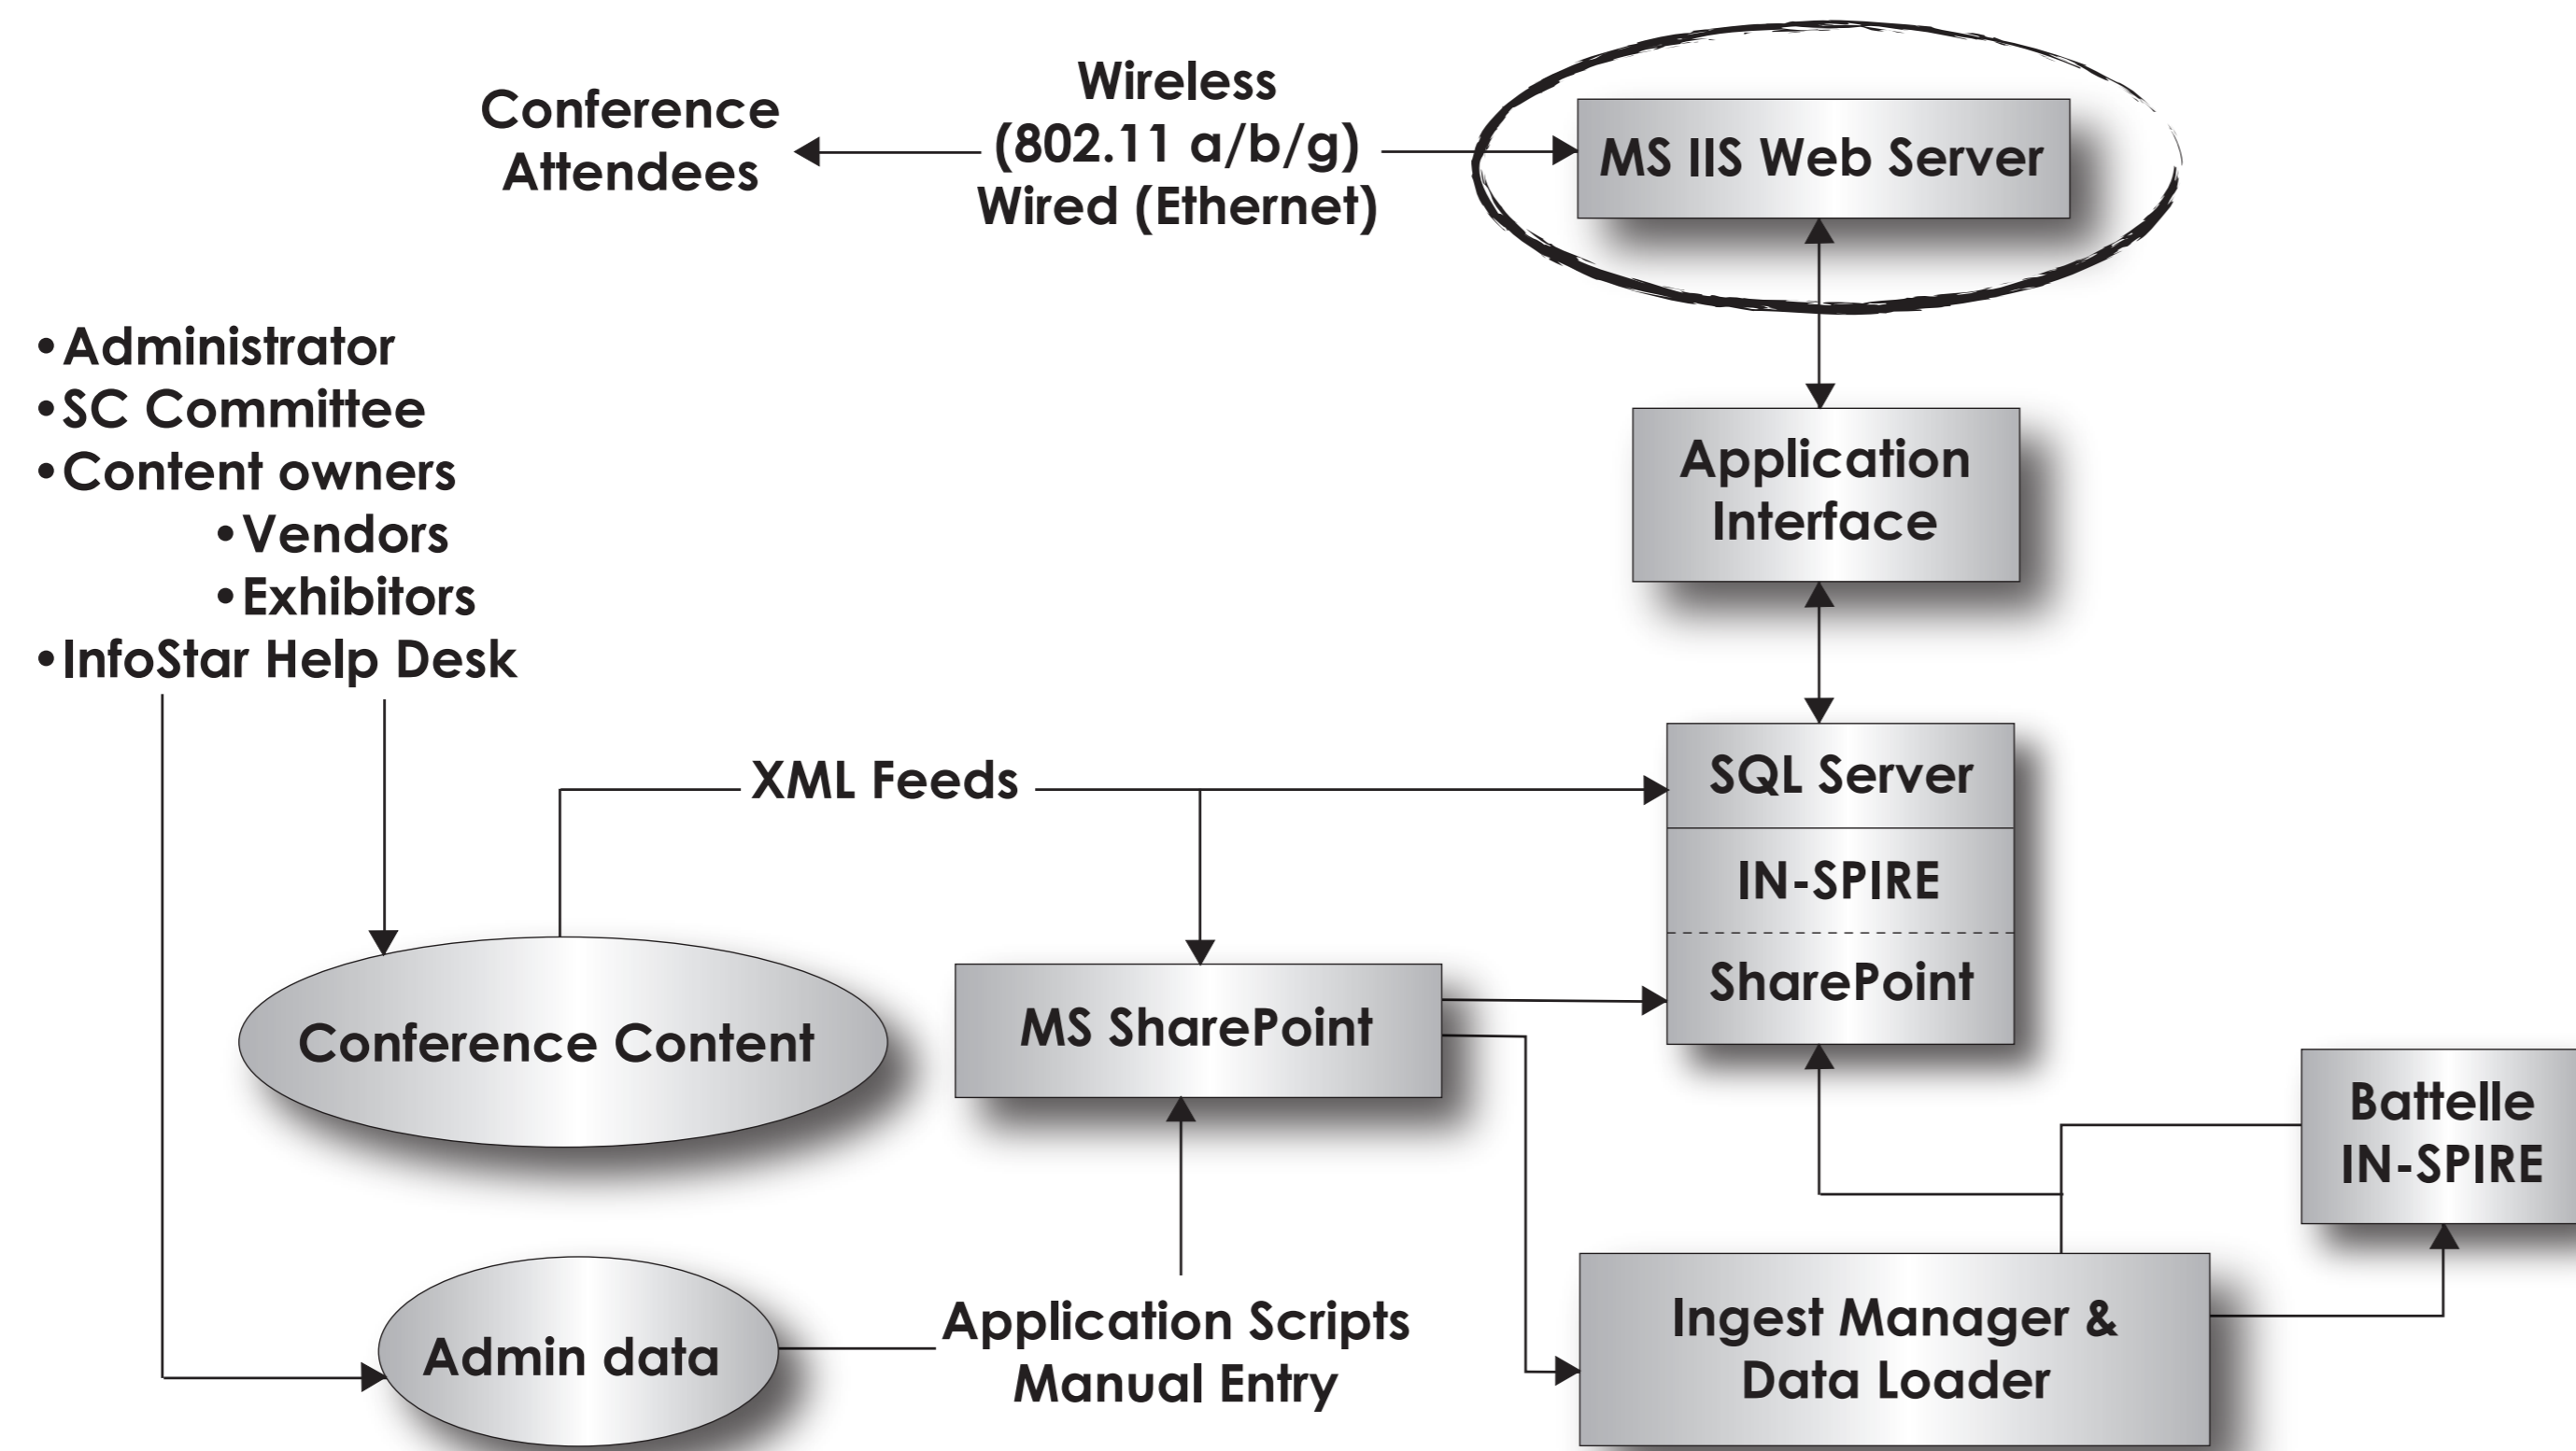 Conference
Attendees
Wireless
(802.11 a/b/g)
Wired (Ethernet)
MS IIS Web Server
•Administrator
•SC Committee
•Content owners
•Vendors
•Exhibitors
•InfoStar Help Desk
Application
Interface
XML Feeds
SQL Server
IN-SPIRE
SharePoint
Conference Content
MS SharePoint
Battelle
IN-SPIRE
Admin data
Application Scripts
Manual Entry
Ingest Manager &
Data Loader